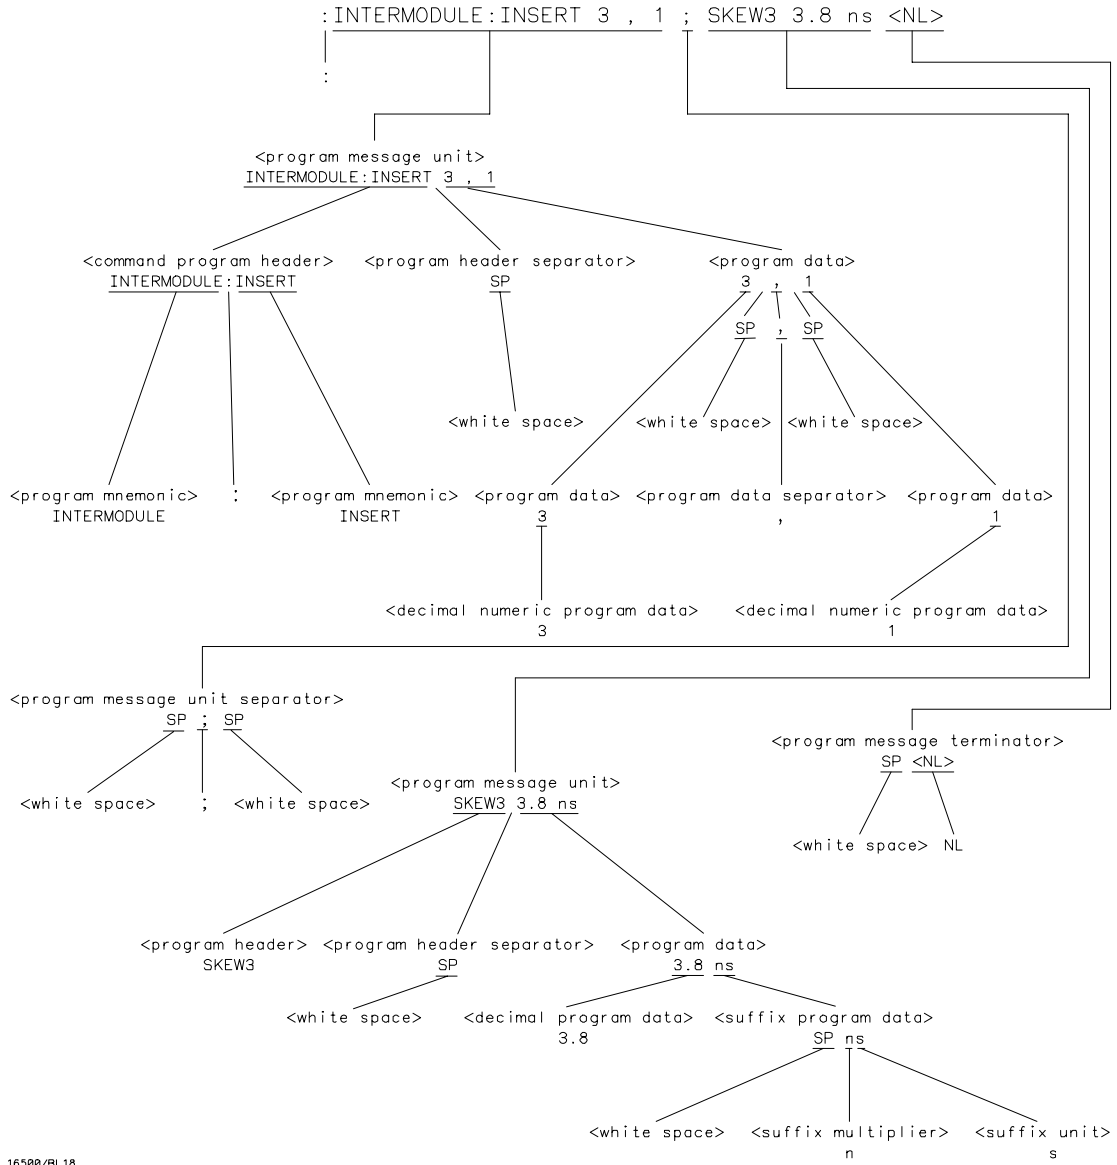 :INTERMODULE:INSERT 3 , 1 ; SKEW3 3.8 ns <NL>
:
<program message unit>
INTERMODULE:INSERT 3 , 1
<command program header> <program header separator> <program data>
INTERMODULE:INSERT SP 3 , 1
SP , SP
<white space> <white space> <white space>
<program mnemonic> : <program mnemonic> <program data> <program data separator> <program data>
INTERMODULE INSERT 3 , 1
<decimal numeric program data> <decimal numeric program data>
3 1
<program message unit separator>
SP ; SP
<program message terminator>
SP <NL>
<program message unit>
SKEW3 3.8 ns
<white space> ; <white space>
<white space> NL
<program header> <program header separator> <program data>
SKEW3 SP 3.8 ns
<white space> <decimal program data> <suffix program data>
3.8 SP ns
<white space> <suffix multiplier> <suffix unit>
n s
16500/BL18